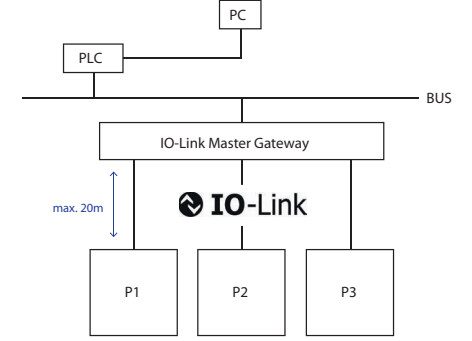 PC
PLC
BUS
IO-Link Master Gateway
max. 20m
IO-Link
P1
P2
P3